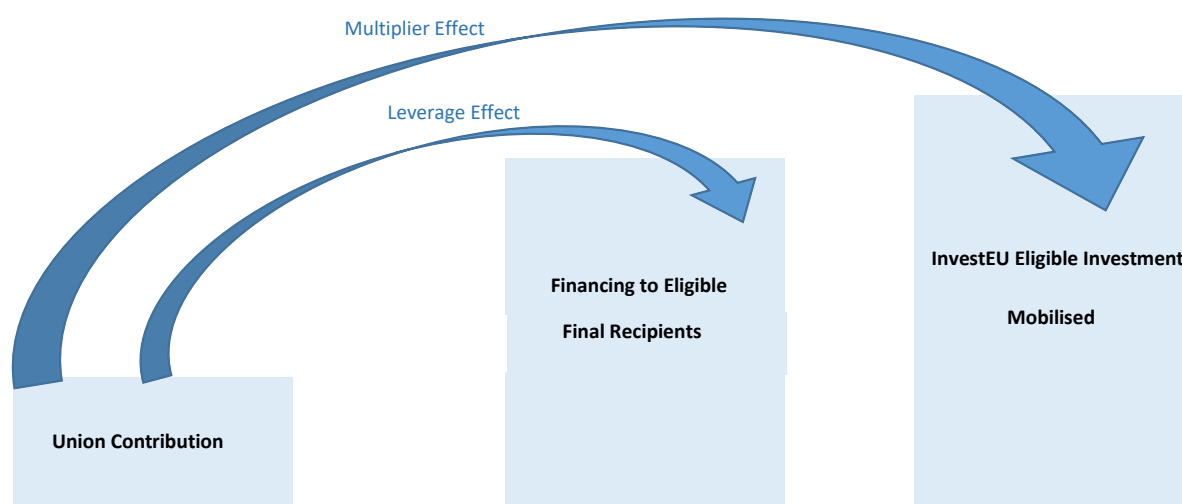 Multiplier Effect
Leverage Effect
InvestEU Eligible Investment
Mobilised
Financing to Eligible
Final Recipients
Union Contribution